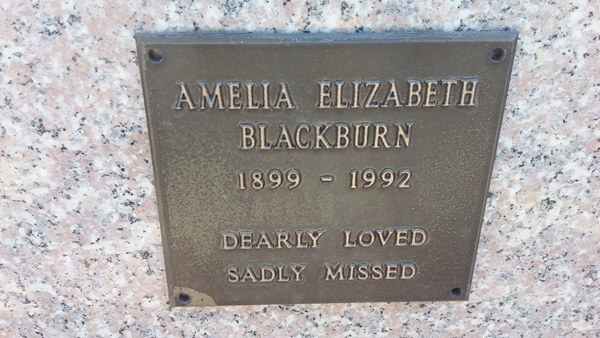 AMELIA ELIZABETH
BLACKBURN
1899 - 1992
DEARLY LOVED
SADLY MISSED